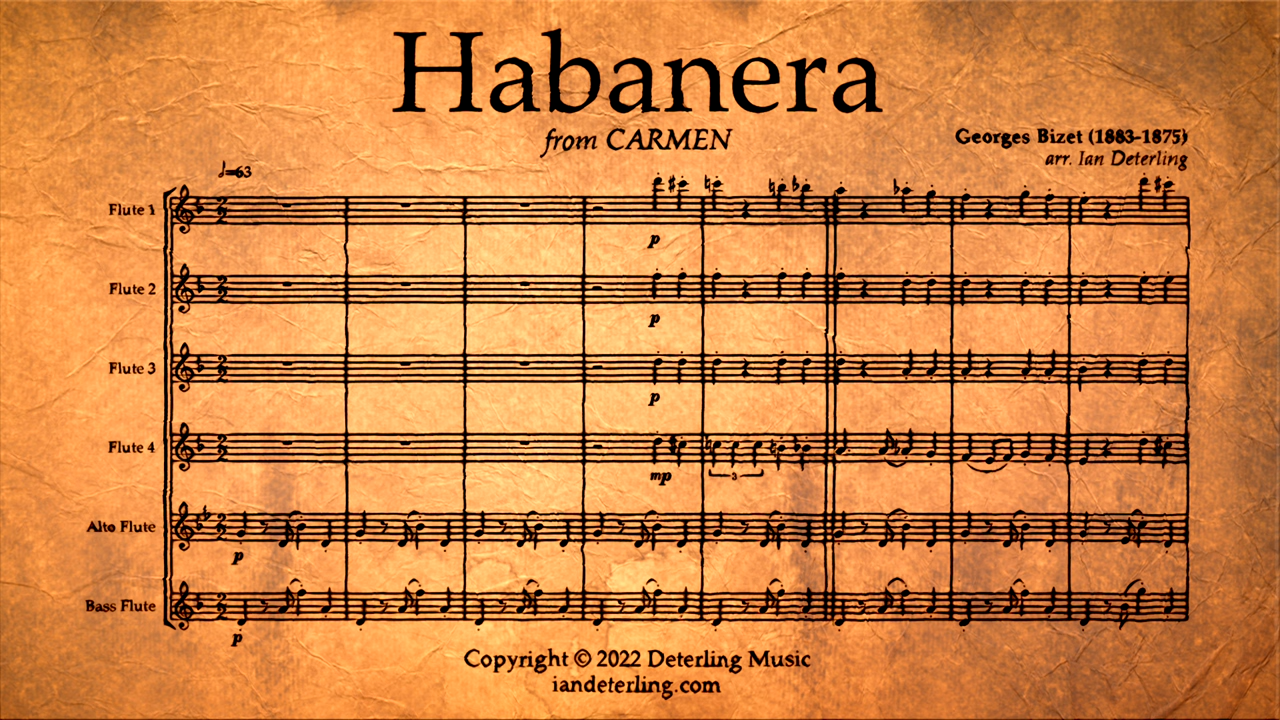 Habanera
from CARMEN
Georges Bizet (1883-1875)
arr. Ian Deterling
𝅗𝅥=63
Flute 1
p
Flute 2
p
Flute 3
p
Flute 4
mp
3
Alto Flute
p
Bass Flute
p
Copyright © 2022 Deterling Music
iandeterling.com